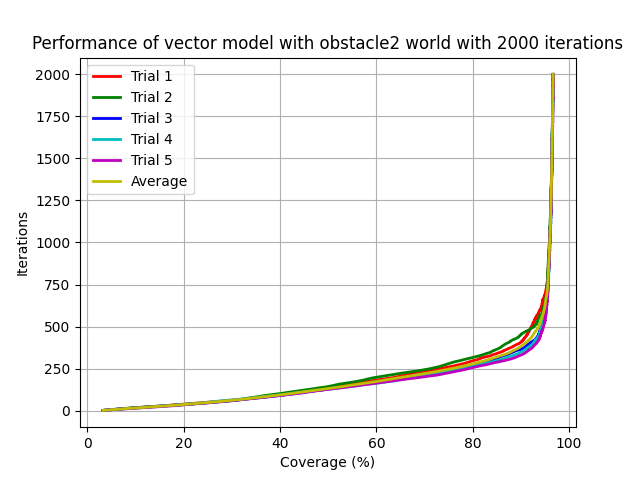 Performance of vector model with obstacle2 world with 2000 iterations
Trial 1
Trial 2
Trial 3
Trial 4
Trial 5
Average
Iterations
2000
1750
1500
1250
1000
750
500
250
0
0 20 40 60 80 100
Coverage (%)